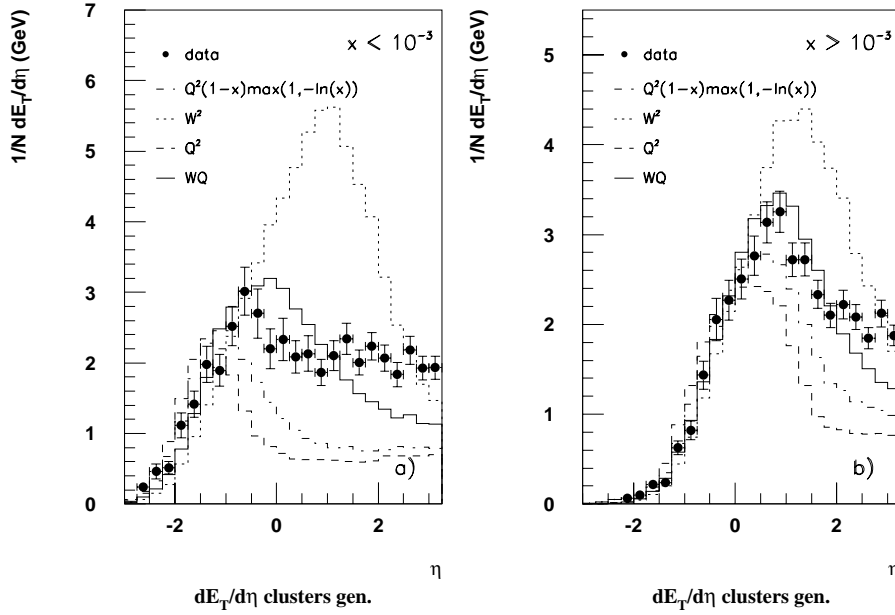 1/N dE_T/dη (GeV)
7
6
5
4
3
2
1
0
x < 10⁻³
data
Q²(1-x)max(1,-ln(x))
W²
Q²
WQ
a)
-2
0
2
η
dE_T/dη clusters gen.
1/N dE_T/dη (GeV)
5
4
3
2
1
0
x > 10⁻³
data
Q²(1-x)max(1,-ln(x))
W²
Q²
WQ
b)
-2
0
2
η
dE_T/dη clusters gen.